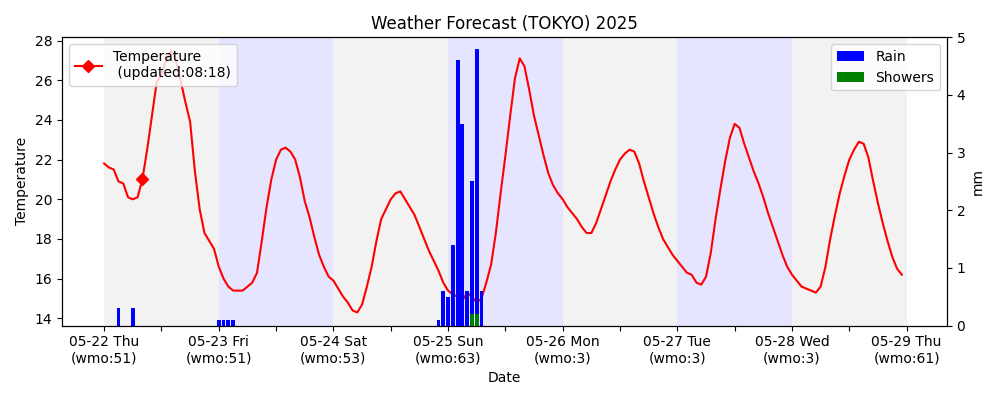 Weather Forecast (TOKYO) 2025
Temperature
(updated:08:18)
Rain
Showers
Temperature
28
26
24
22
20
18
16
14
5
4
3
2
1
0
mm
05-22 Thu
(wmo:51)
05-23 Fri
(wmo:51)
05-24 Sat
(wmo:53)
05-25 Sun
(wmo:63)
05-26 Mon
(wmo:3)
05-27 Tue
(wmo:3)
05-28 Wed
(wmo:3)
05-29 Thu
(wmo:61)
Date